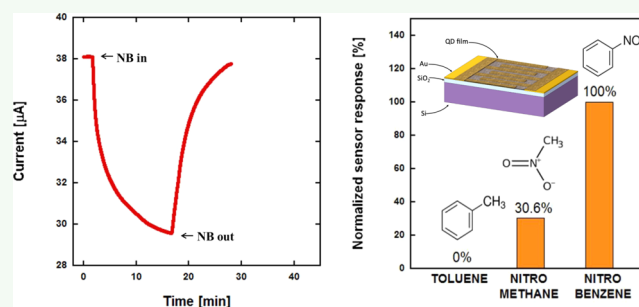 40
38
36
34
32
30
28
0
10
20
30
40
Current [µA]
Time [min]
NB in
NB out
Normalized sensor response [%]
140
120
100
80
60
40
20
0
QD film
Au
SiO₂
Si
NO
100%
CH₃
O
N⁺
O⁻
30.6%
CH₃
0%
TOLUENE
NITRO
METHANE
NITRO
BENZENE